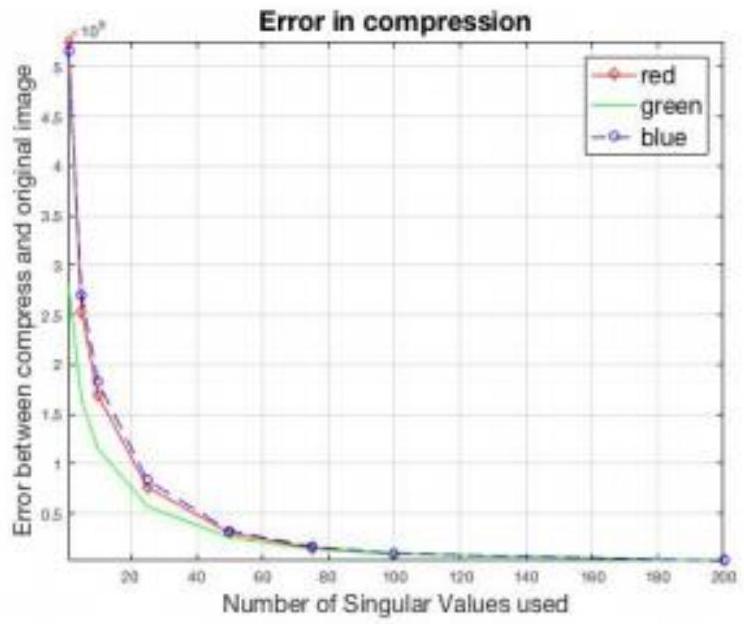 Error in compression
Error between compress and original image
5
4.5
4
3.5
3
2.5
2
1.5
1
0.5
red
green
blue
20 40 60 80 100 120 140 160 180 200
Number of Singular Values used